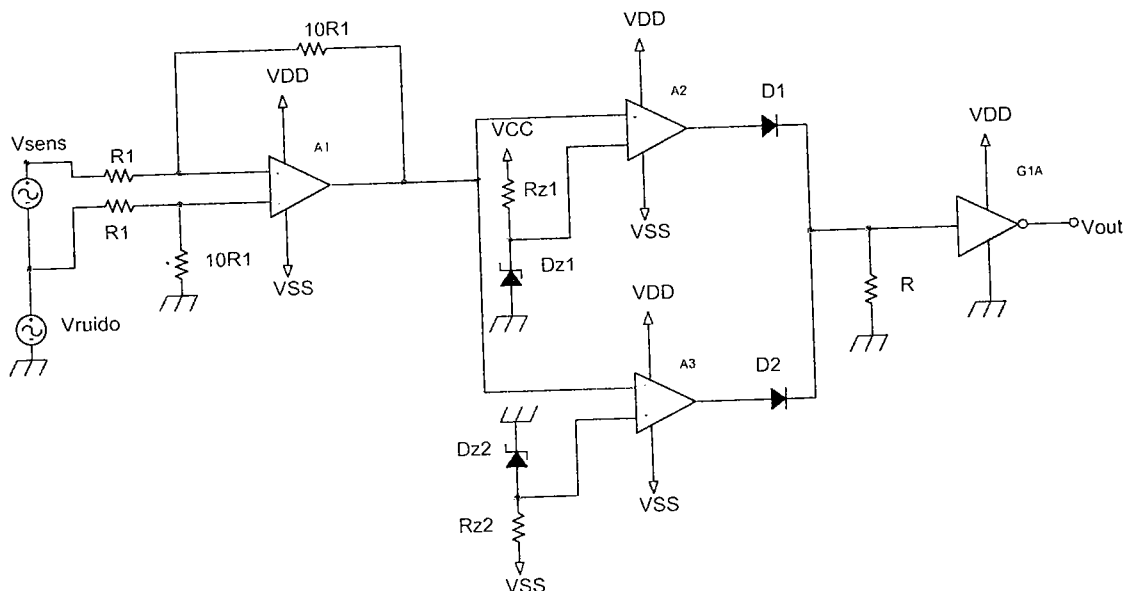 10R1
VDD
A1
Vsens
R1
R1
10R1
VSS
Vruido
VDD
A2
D1
VCC
Rz1
VSS
Dz1
VDD
G1A
Vout
R
VDD
A3
D2
Dz2
Rz2
VSS
VSS